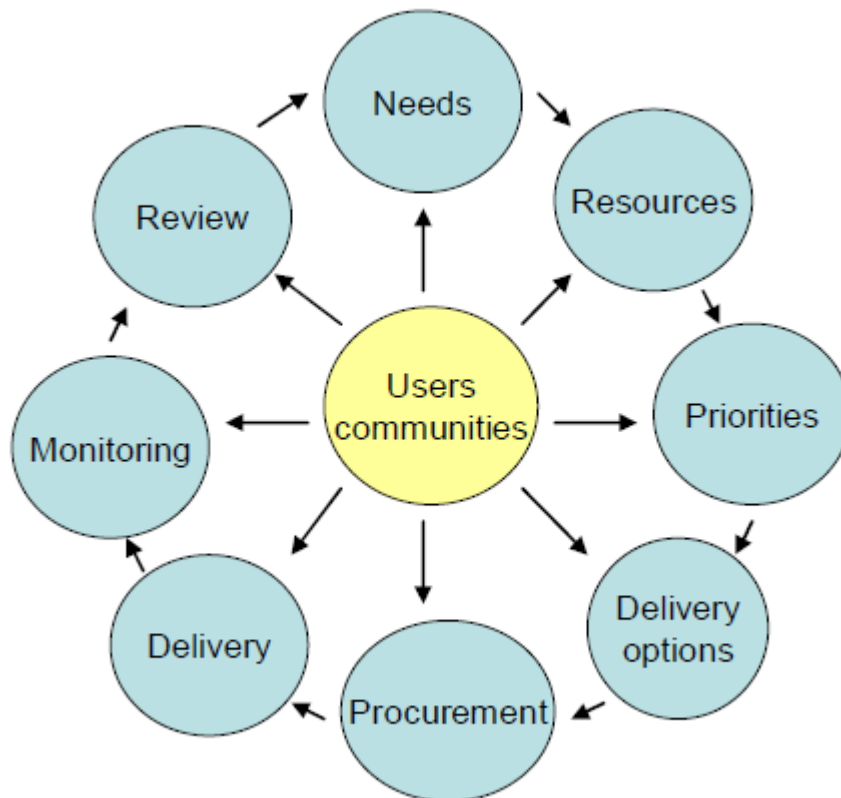 Needs
Resources
Priorities
Delivery
options
Procurement
Delivery
Monitoring
Review
Users
communities